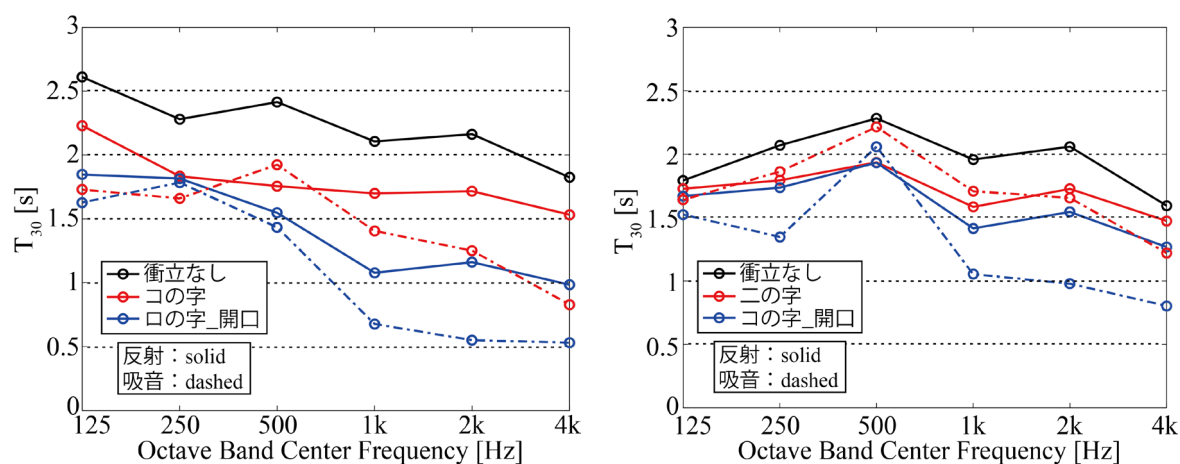 3
2.5
2
1.5
1
0.5
0
T30 [s]
衝立なし
コの字
ロの字_開口
反射：solid
吸音：dashed
125 250 500 1k 2k 4k
Octave Band Center Frequency [Hz]
3
2.5
2
1.5
1
0.5
0
T30 [s]
衝立なし
二の字
コの字_開口
反射：solid
吸音：dashed
125 250 500 1k 2k 4k
Octave Band Center Frequency [Hz]